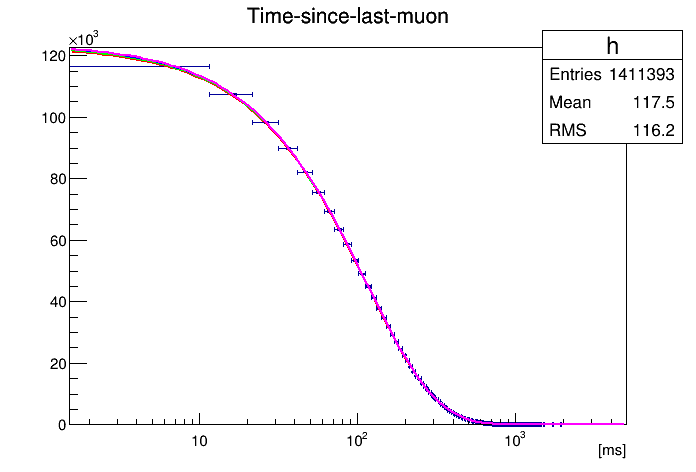 Time-since-last-muon
×10³
h
Entries 1411393
Mean 117.5
RMS 116.2
120
100
80
60
40
20
0
10 10² 10³
[ms]